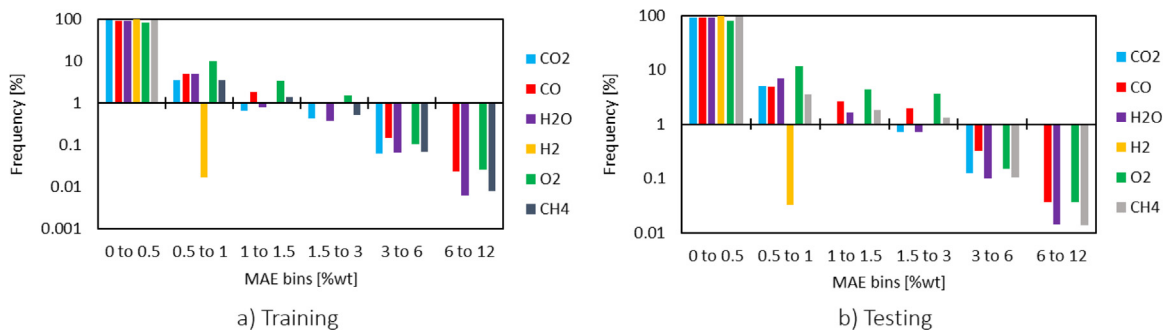 Frequency [%]
100
10
1
0.1
0.01
0.001
0 to 0.5 0.5 to 1 1 to 1.5 1.5 to 3 3 to 6 6 to 12
MAE bins [%wt]
CO2
CO
H2O
H2
O2
CH4
a) Training
Frequency [%]
100
10
1
0.1
0.01
0 to 0.5 0.5 to 1 1 to 1.5 1.5 to 3 3 to 6 6 to 12
MAE bins [%wt]
CO2
CO
H2O
H2
O2
CH4
b) Testing